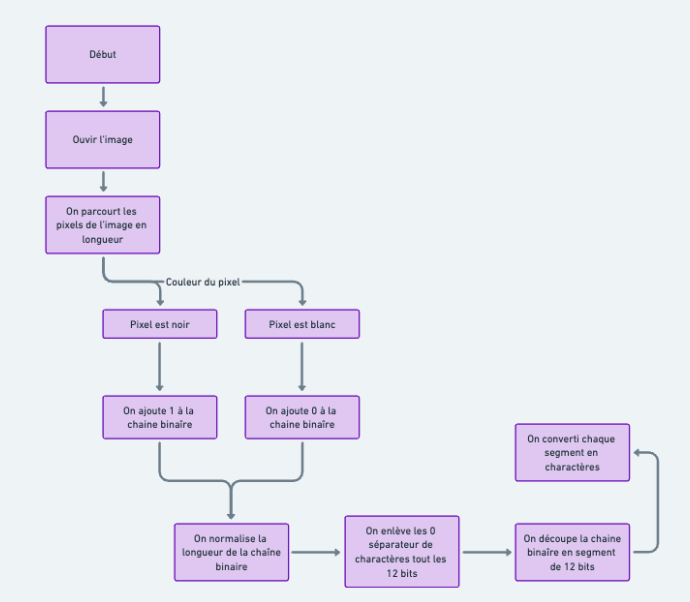 Début
Ouvir l'image
On parcourt les
pixels de l'image en
longueur
Couleur du pixel
Pixel est noir
Pixel est blanc
On ajoute 1 à la
chaine binaîre
On ajoute 0 à la
chaine binaîre
On normalise la
longueur de la chaîne
binaire
On enlève les 0
séparateur de
charactères tout les
12 bits
On découpe la chaine
binaîre en segment
de 12 bits
On converti chaque
segment en
charactères